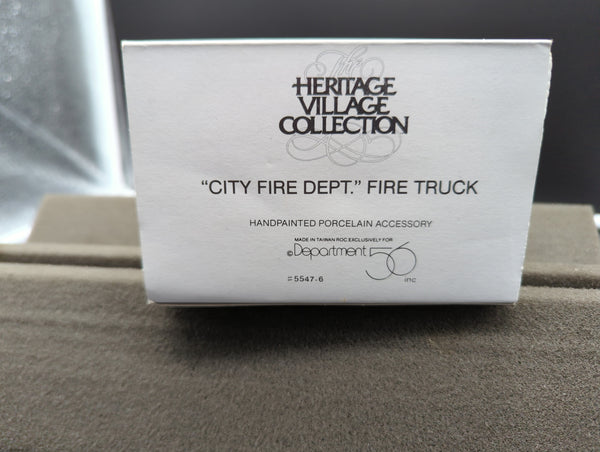 The
HERITAGE
VILLAGE
COLLECTION
“CITY FIRE DEPT.” FIRE TRUCK
HANDPAINTED PORCELAIN ACCESSORY
MADE IN TAIWAN ROC.EXCLUSIVELY FOR
©Department 56 inc
#5547-6